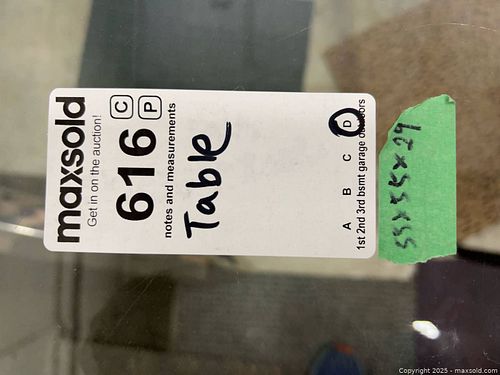 maxsold
Get in on the auction!
616 C P
notes and measurements
Table
A B C D
1st 2nd 3rd bsmt garage outdoors
55x55x29
Copyright 2025 - maxsold.com